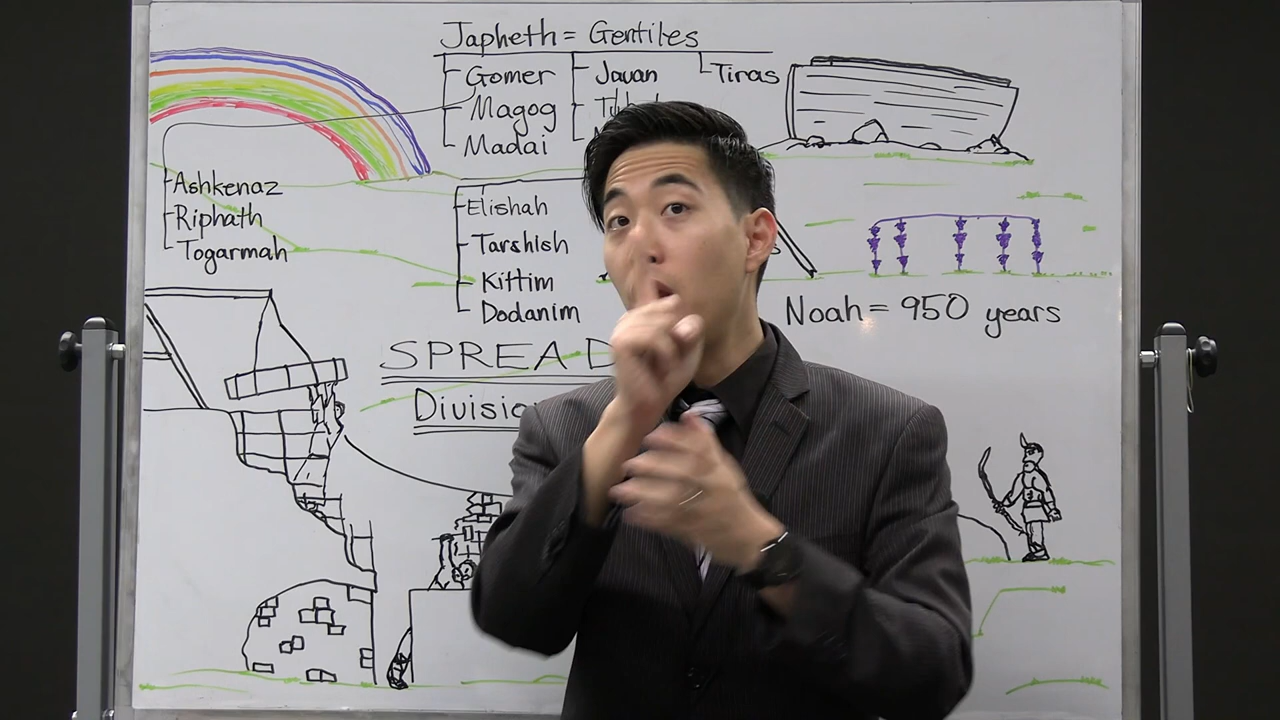 Japheth = Gentiles
Gomer
Magog
Madai
Javan
Tiras
Ashkenaz
Riphath
Togarmah
Elishah
Tarshish
Kittim
Dodanim
Noah = 950 years
SPREAD